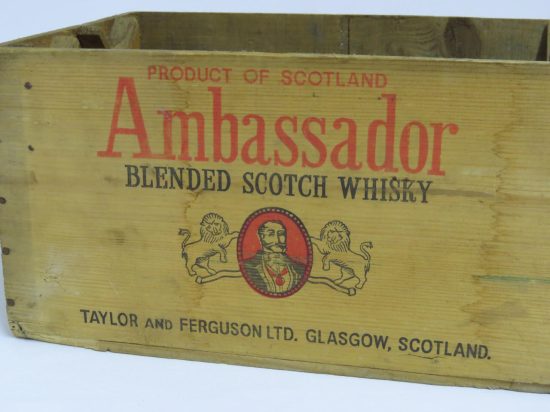 PRODUCT OF SCOTLAND
Ambassador
BLENDED SCOTCH WHISKY
TAYLOR AND FERGUSON LTD. GLASGOW, SCOTLAND.